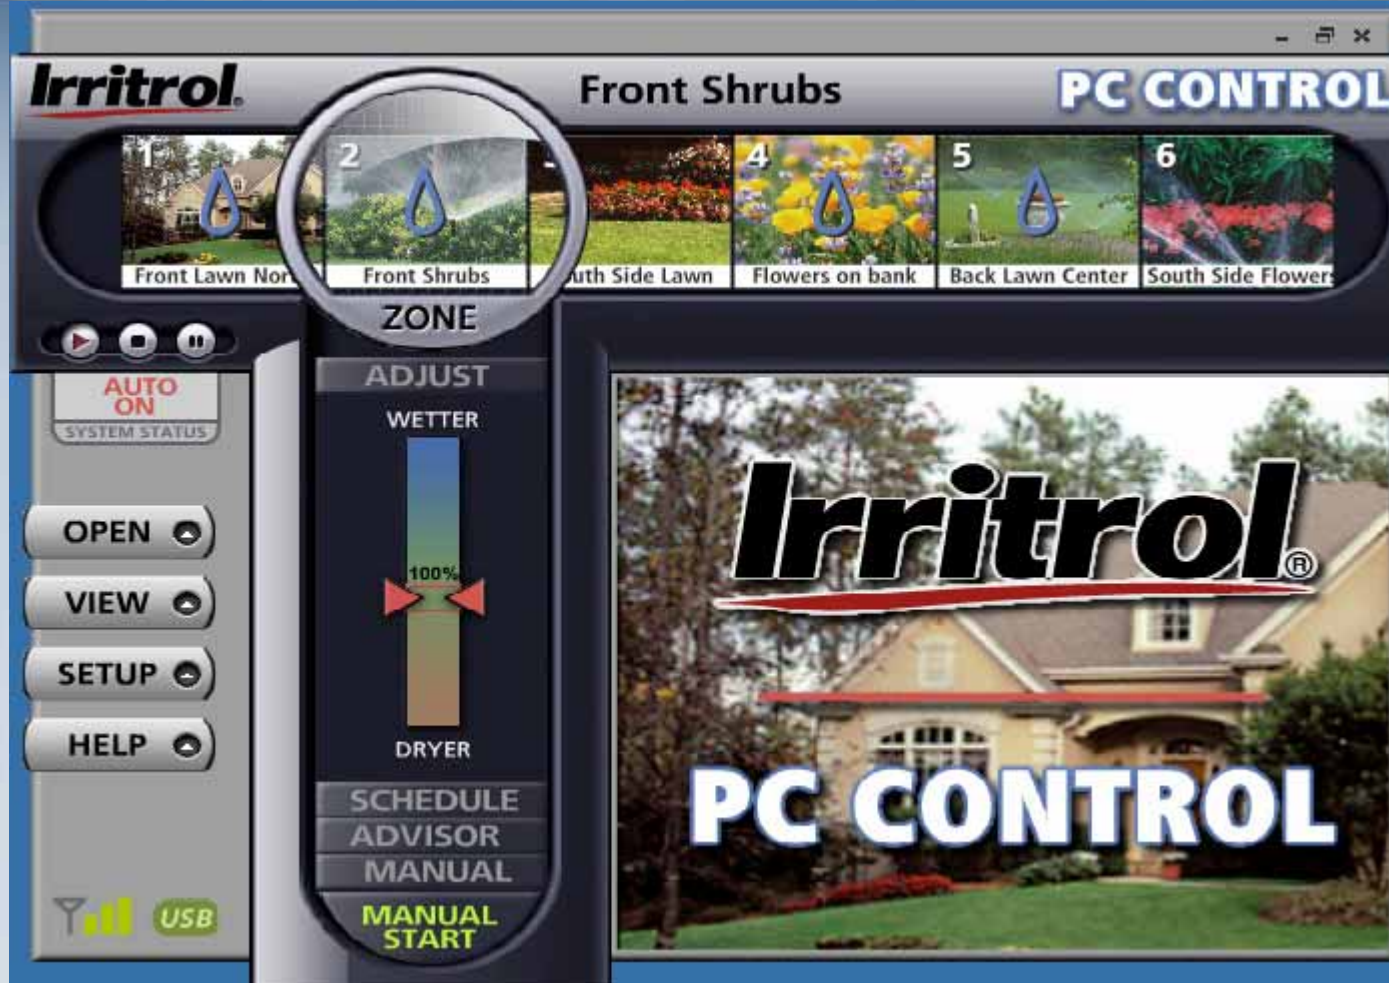 Irritrol.
Front Shrubs
PC CONTROL
1
2
4
5
6
Front Lawn Nor
Front Shrubs
uth Side Lawn
Flowers on bank
Back Lawn Center
South Side Flowers
ZONE
ADJUST
AUTO
ON
SYSTEM STATUS
WETTER
100%
DRYER
OPEN
VIEW
SETUP
HELP
SCHEDULE
ADVISOR
MANUAL
MANUAL
START
USB
Irritrol®
PC CONTROL